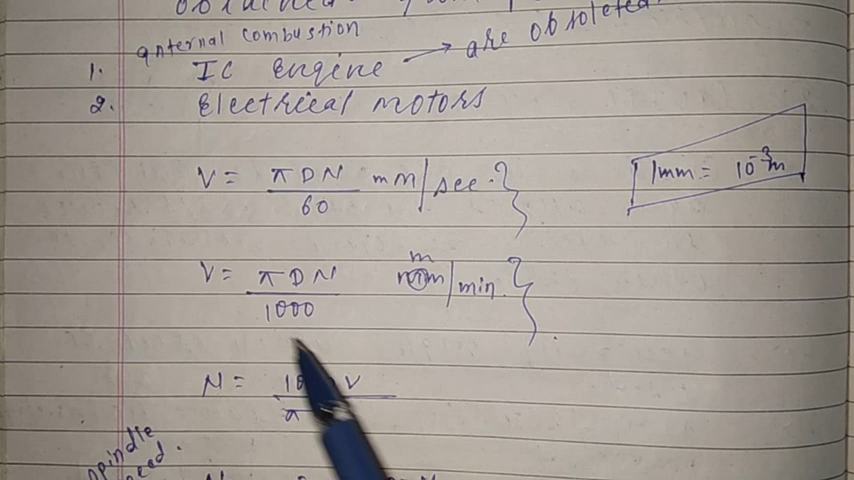 internal combustion
1. IC Engine → are obsoleted.
2. Electrical motors
V = πDN/60 mm/sec.
1mm = 10⁻³m
V = πDN/1000 m/min.
N = V
π
spindle